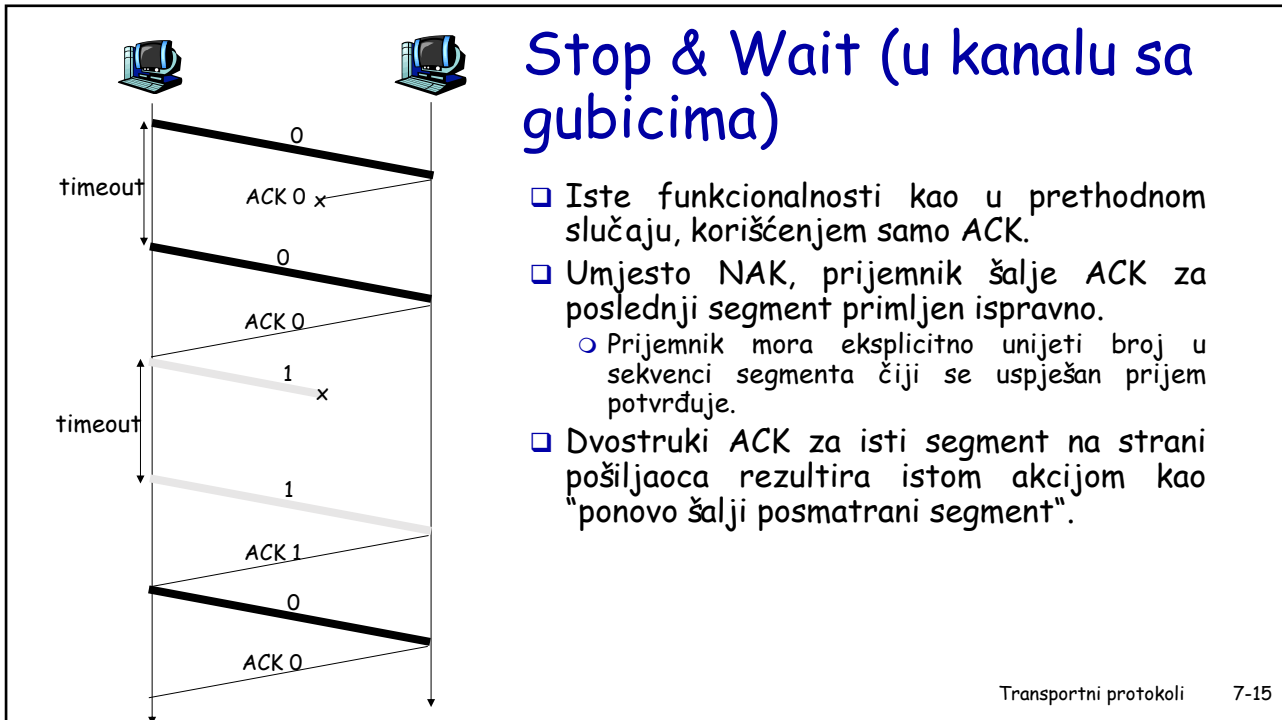 Stop & Wait (u kanalu sa
gubicima)
0
timeout
ACK 0 x
0
ACK 0
1
x
timeout
1
ACK 1
0
ACK 0
Iste funkcionalnosti kao u prethodnom
slučaju, korišćenjem samo ACK.
Umjesto NAK, prijemnik šalje ACK za
poslednji segment primljen ispravno.
Prijemnik mora eksplicitno unijeti broj u
sekvenci segmenta čiji se uspješan prijem
potvrđuje.
Dvostruki ACK za isti segment na strani
pošiljaoca rezultira istom akcijom kao
"ponovo šalji posmatrani segment".
Transportni protokoli 7-15